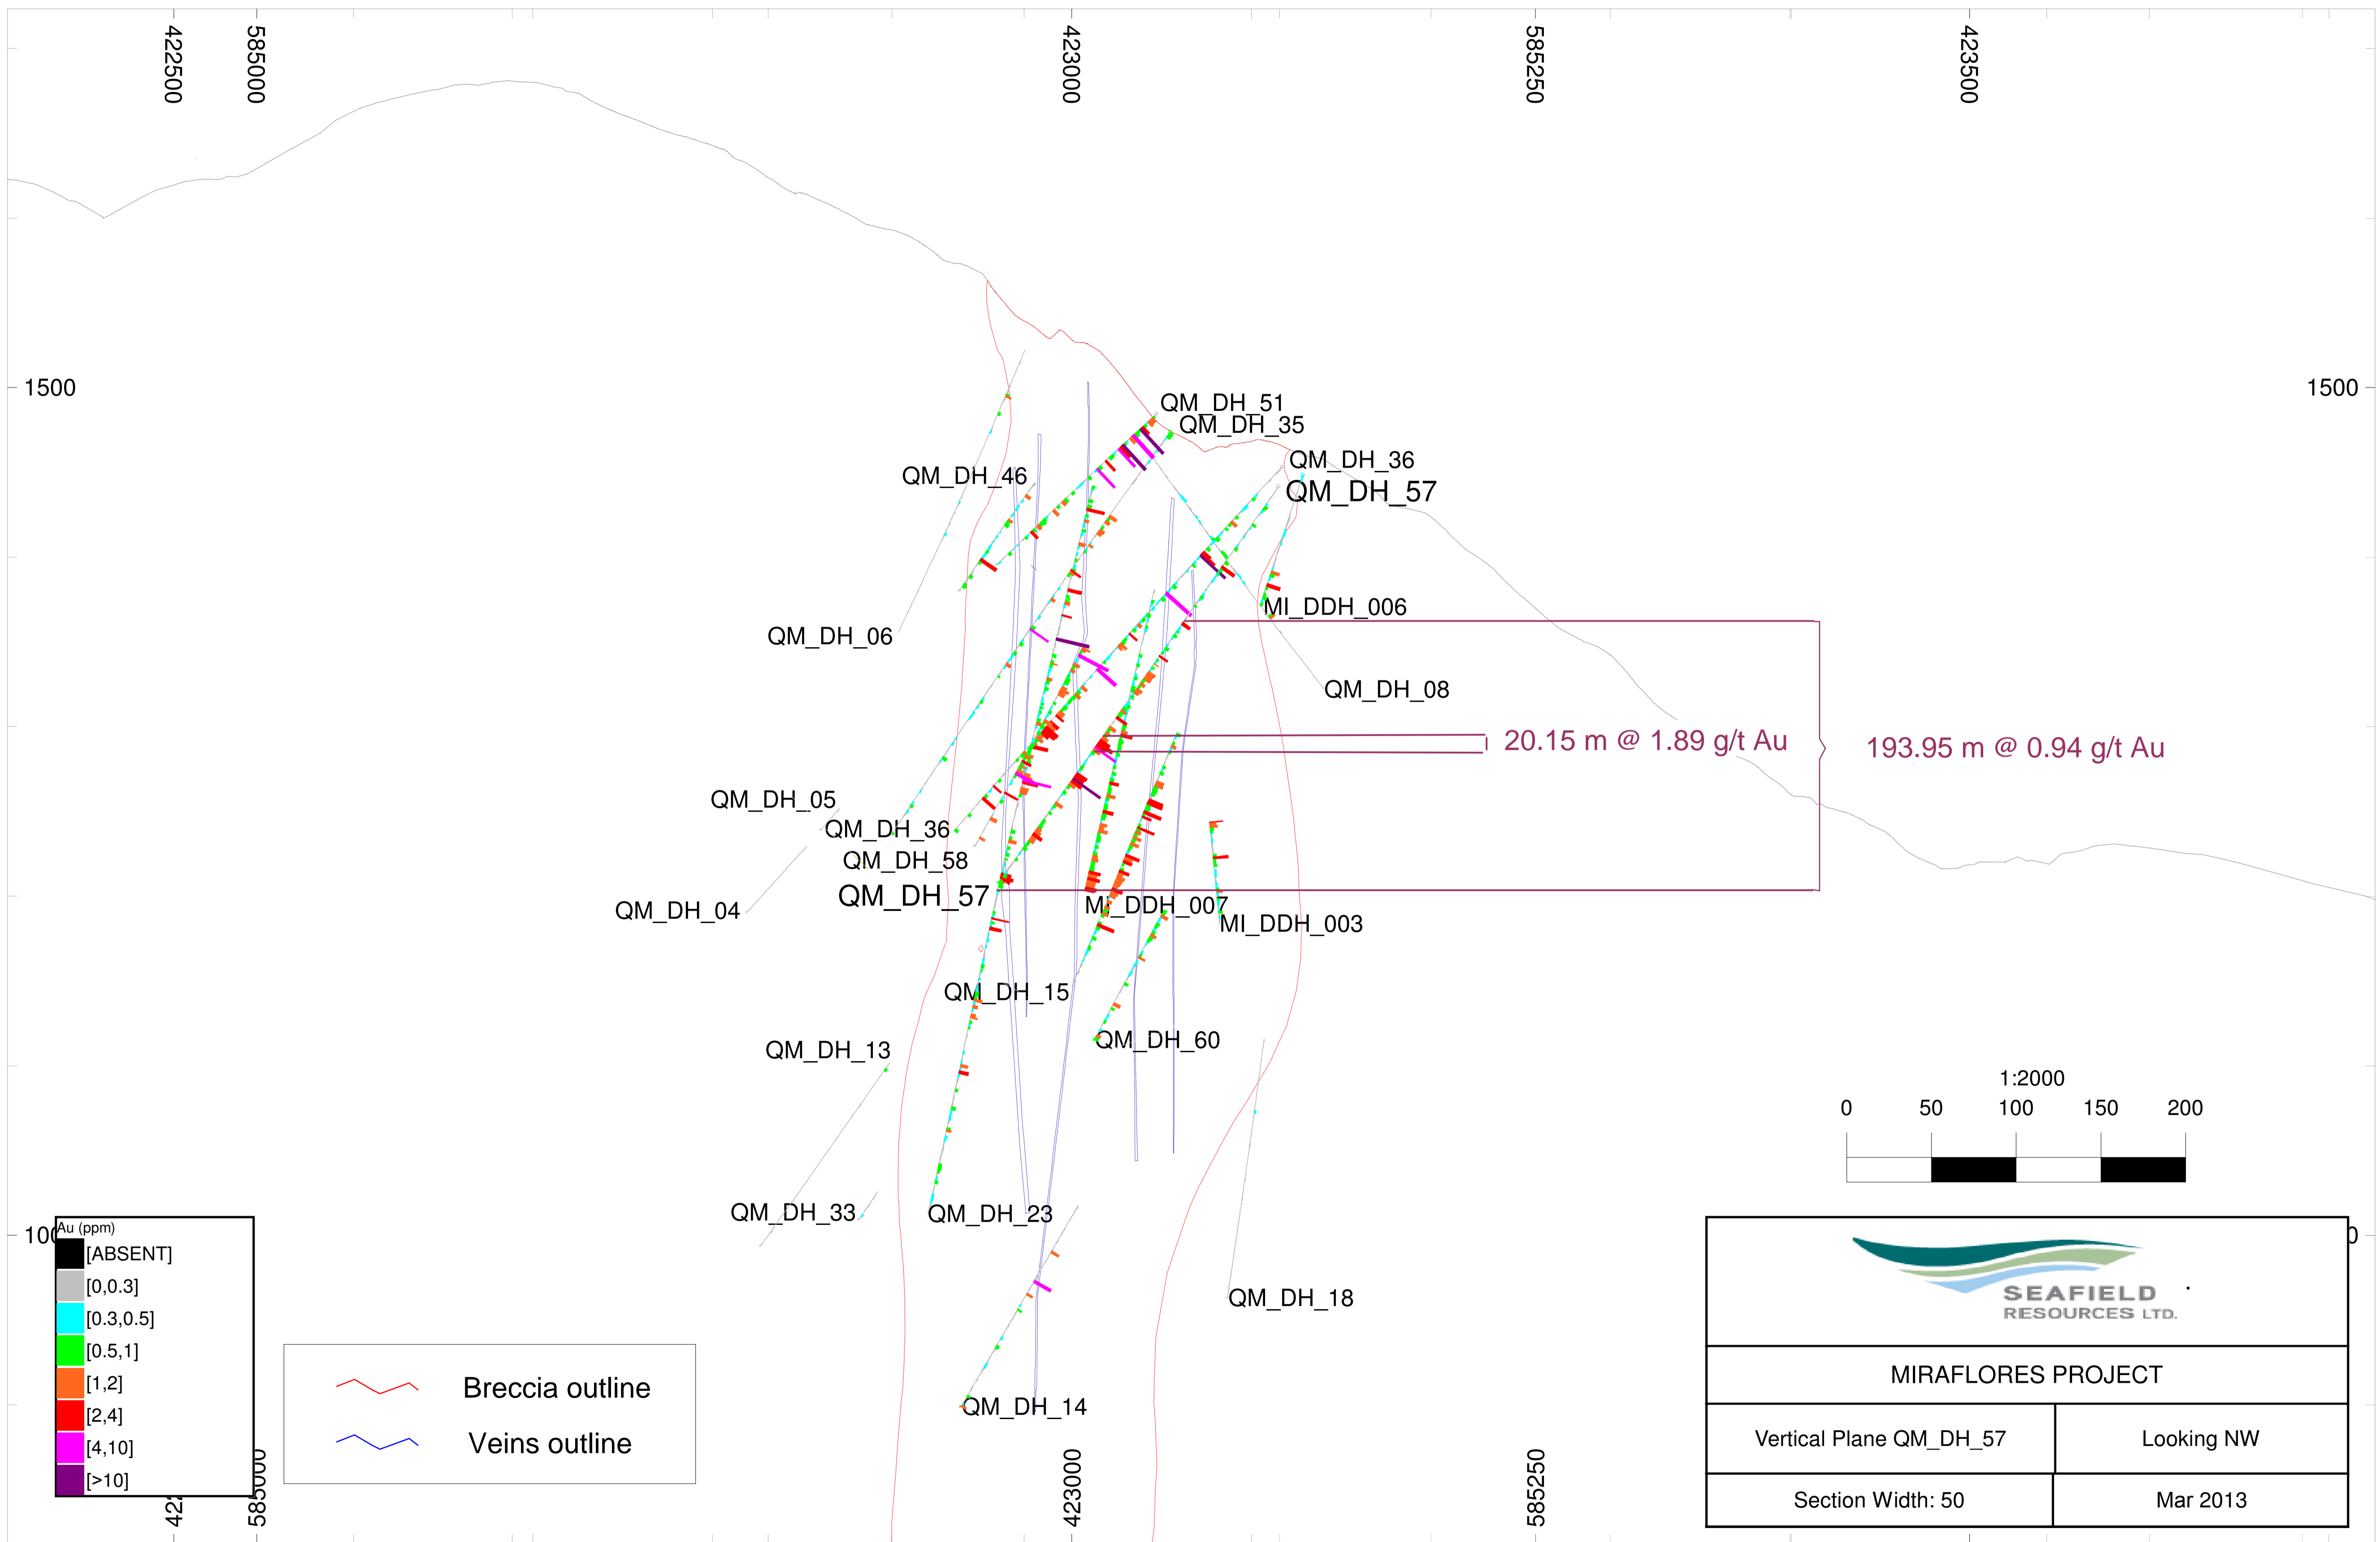 422500
585000
423000
585250
423500
1500
1500
QM_DH_51
QM_DH_35
QM_DH_36
QM_DH_46
QM_DH_57
MI_DDH_006
QM_DH_06
QM_DH_08
20.15 m @ 1.89 g/t Au
193.95 m @ 0.94 g/t Au
QM_DH_05
QM_DH_36
QM_DH_58
QM_DH_57
QM_DH_04
MI_DDH_007
MI_DDH_003
QM_DH_15
QM_DH_60
QM_DH_13
QM_DH_33
QM_DH_23
QM_DH_18
QM_DH_14
1:2000
0 50 100 150 200
Au (ppm)
[ABSENT]
[0,0.3]
[0.3,0.5]
[0.5,1]
[1,2]
[2,4]
[4,10]
[>10]
Breccia outline
Veins outline
SEAFIELD
RESOURCES LTD.
MIRAFLORES PROJECT
Vertical Plane QM_DH_57
Looking NW
Section Width: 50
Mar 2013
423000
585250